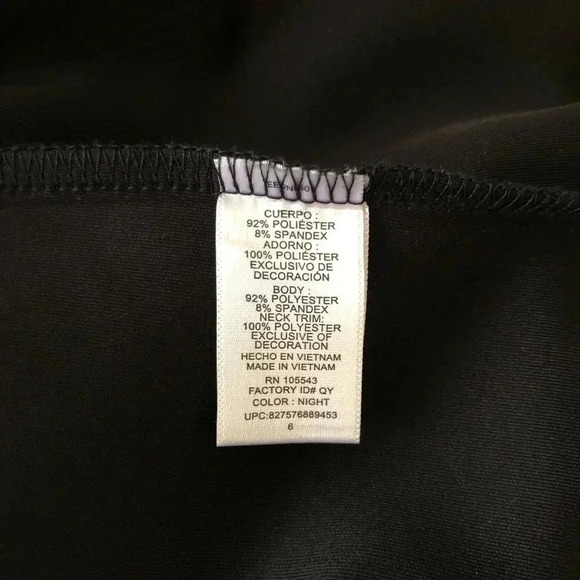 CUERPO :
92% POLIÉSTER
8% SPANDEX
ADORNO :
100% POLIÉSTER
EXCLUSIVO DE
DECORACIÓN
BODY :
92% POLYESTER
8% SPANDEX
NECK TRIM:
100% POLYESTER
EXCLUSIVE OF
DECORATION
HECHO EN VIETNAM
MADE IN VIETNAM
RN 105543
FACTORY ID# QY
COLOR : NIGHT
UPC:827576889453
6